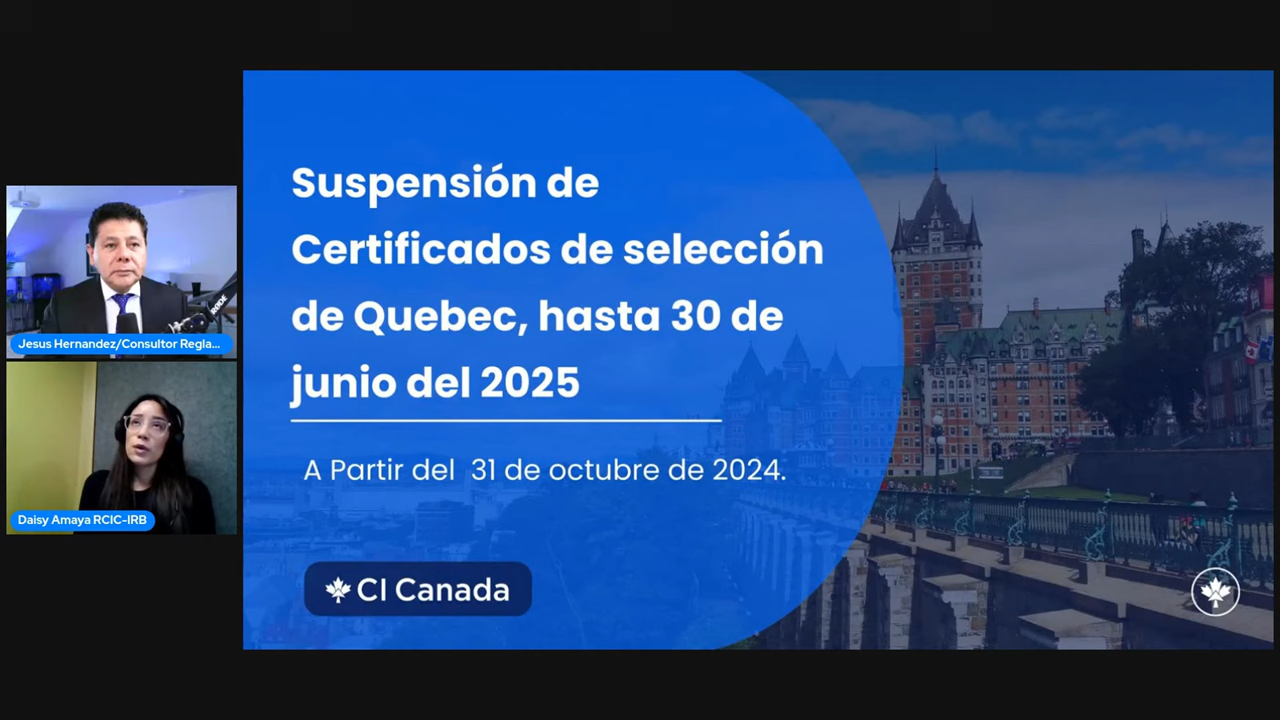 Suspensión de
Certificados de selección
de Quebec, hasta 30 de
junio del 2025
A Partir del 31 de octubre de 2024.
CI Canada
RODE
Jesus Hernandez/Consultor Regla...
Daisy Amaya RCIC-IRB